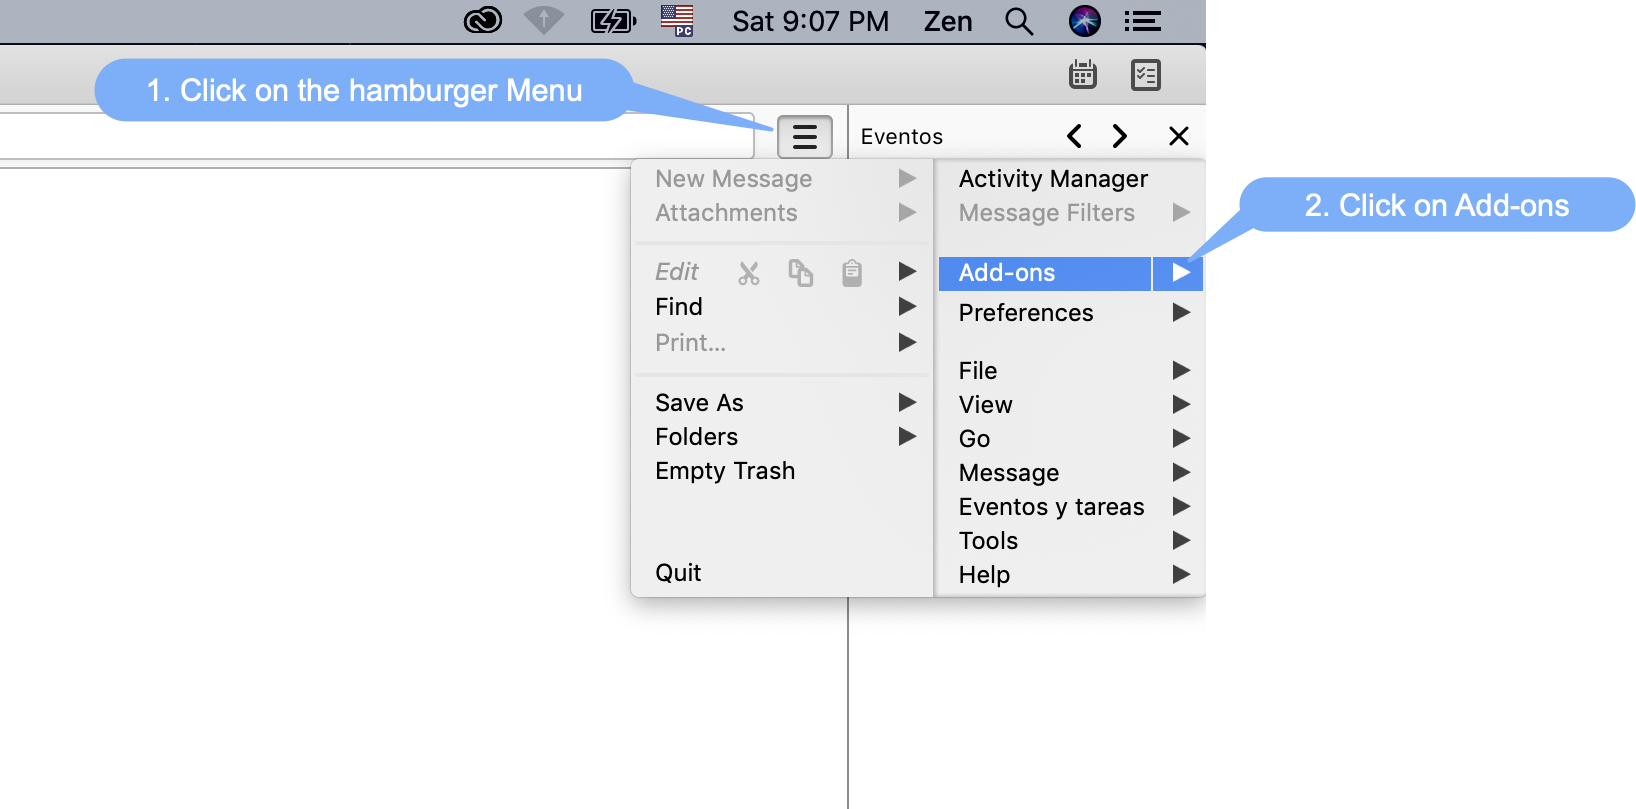 PC
Sat 9:07 PM
Zen
1. Click on the hamburger Menu
Eventos
New Message
Attachments
Edit
Find
Print...
Save As
Folders
Empty Trash
Quit
Activity Manager
Message Filters
Add-ons
Preferences
File
View
Go
Message
Eventos y tareas
Tools
Help
2. Click on Add-ons